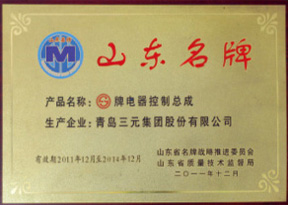 山东名牌
产品名称：牌电器控制总成
生产企业：青岛三元集团股份有限公司
有效期2011年12月至2014年12月
山东省名牌战略推进委员会
山东省质量技术监督局
二〇一一年十二月